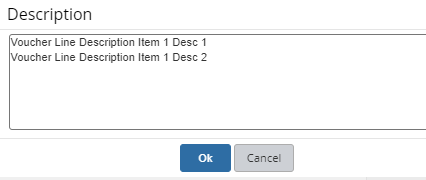 Description
Voucher Line Description Item 1 Desc 1
Voucher Line Description Item 1 Desc 2
Ok
Cancel